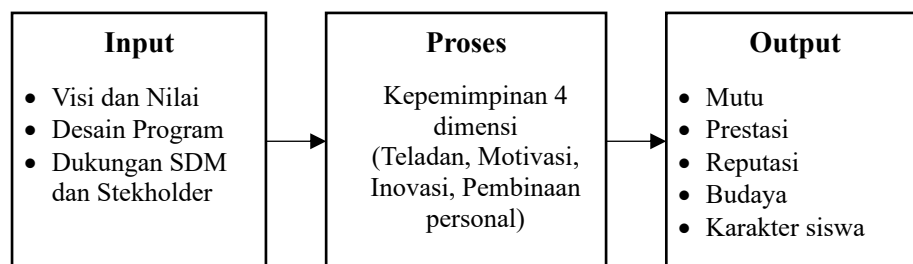 Input
• Visi dan Nilai
• Desain Program
• Dukungan SDM
dan Stekholder
Proses
Kepemimpinan 4
dimensi
(Teladan, Motivasi,
Inovasi, Pembinaan
personal)
Output
• Mutu
• Prestasi
• Reputasi
• Budaya
• Karakter siswa